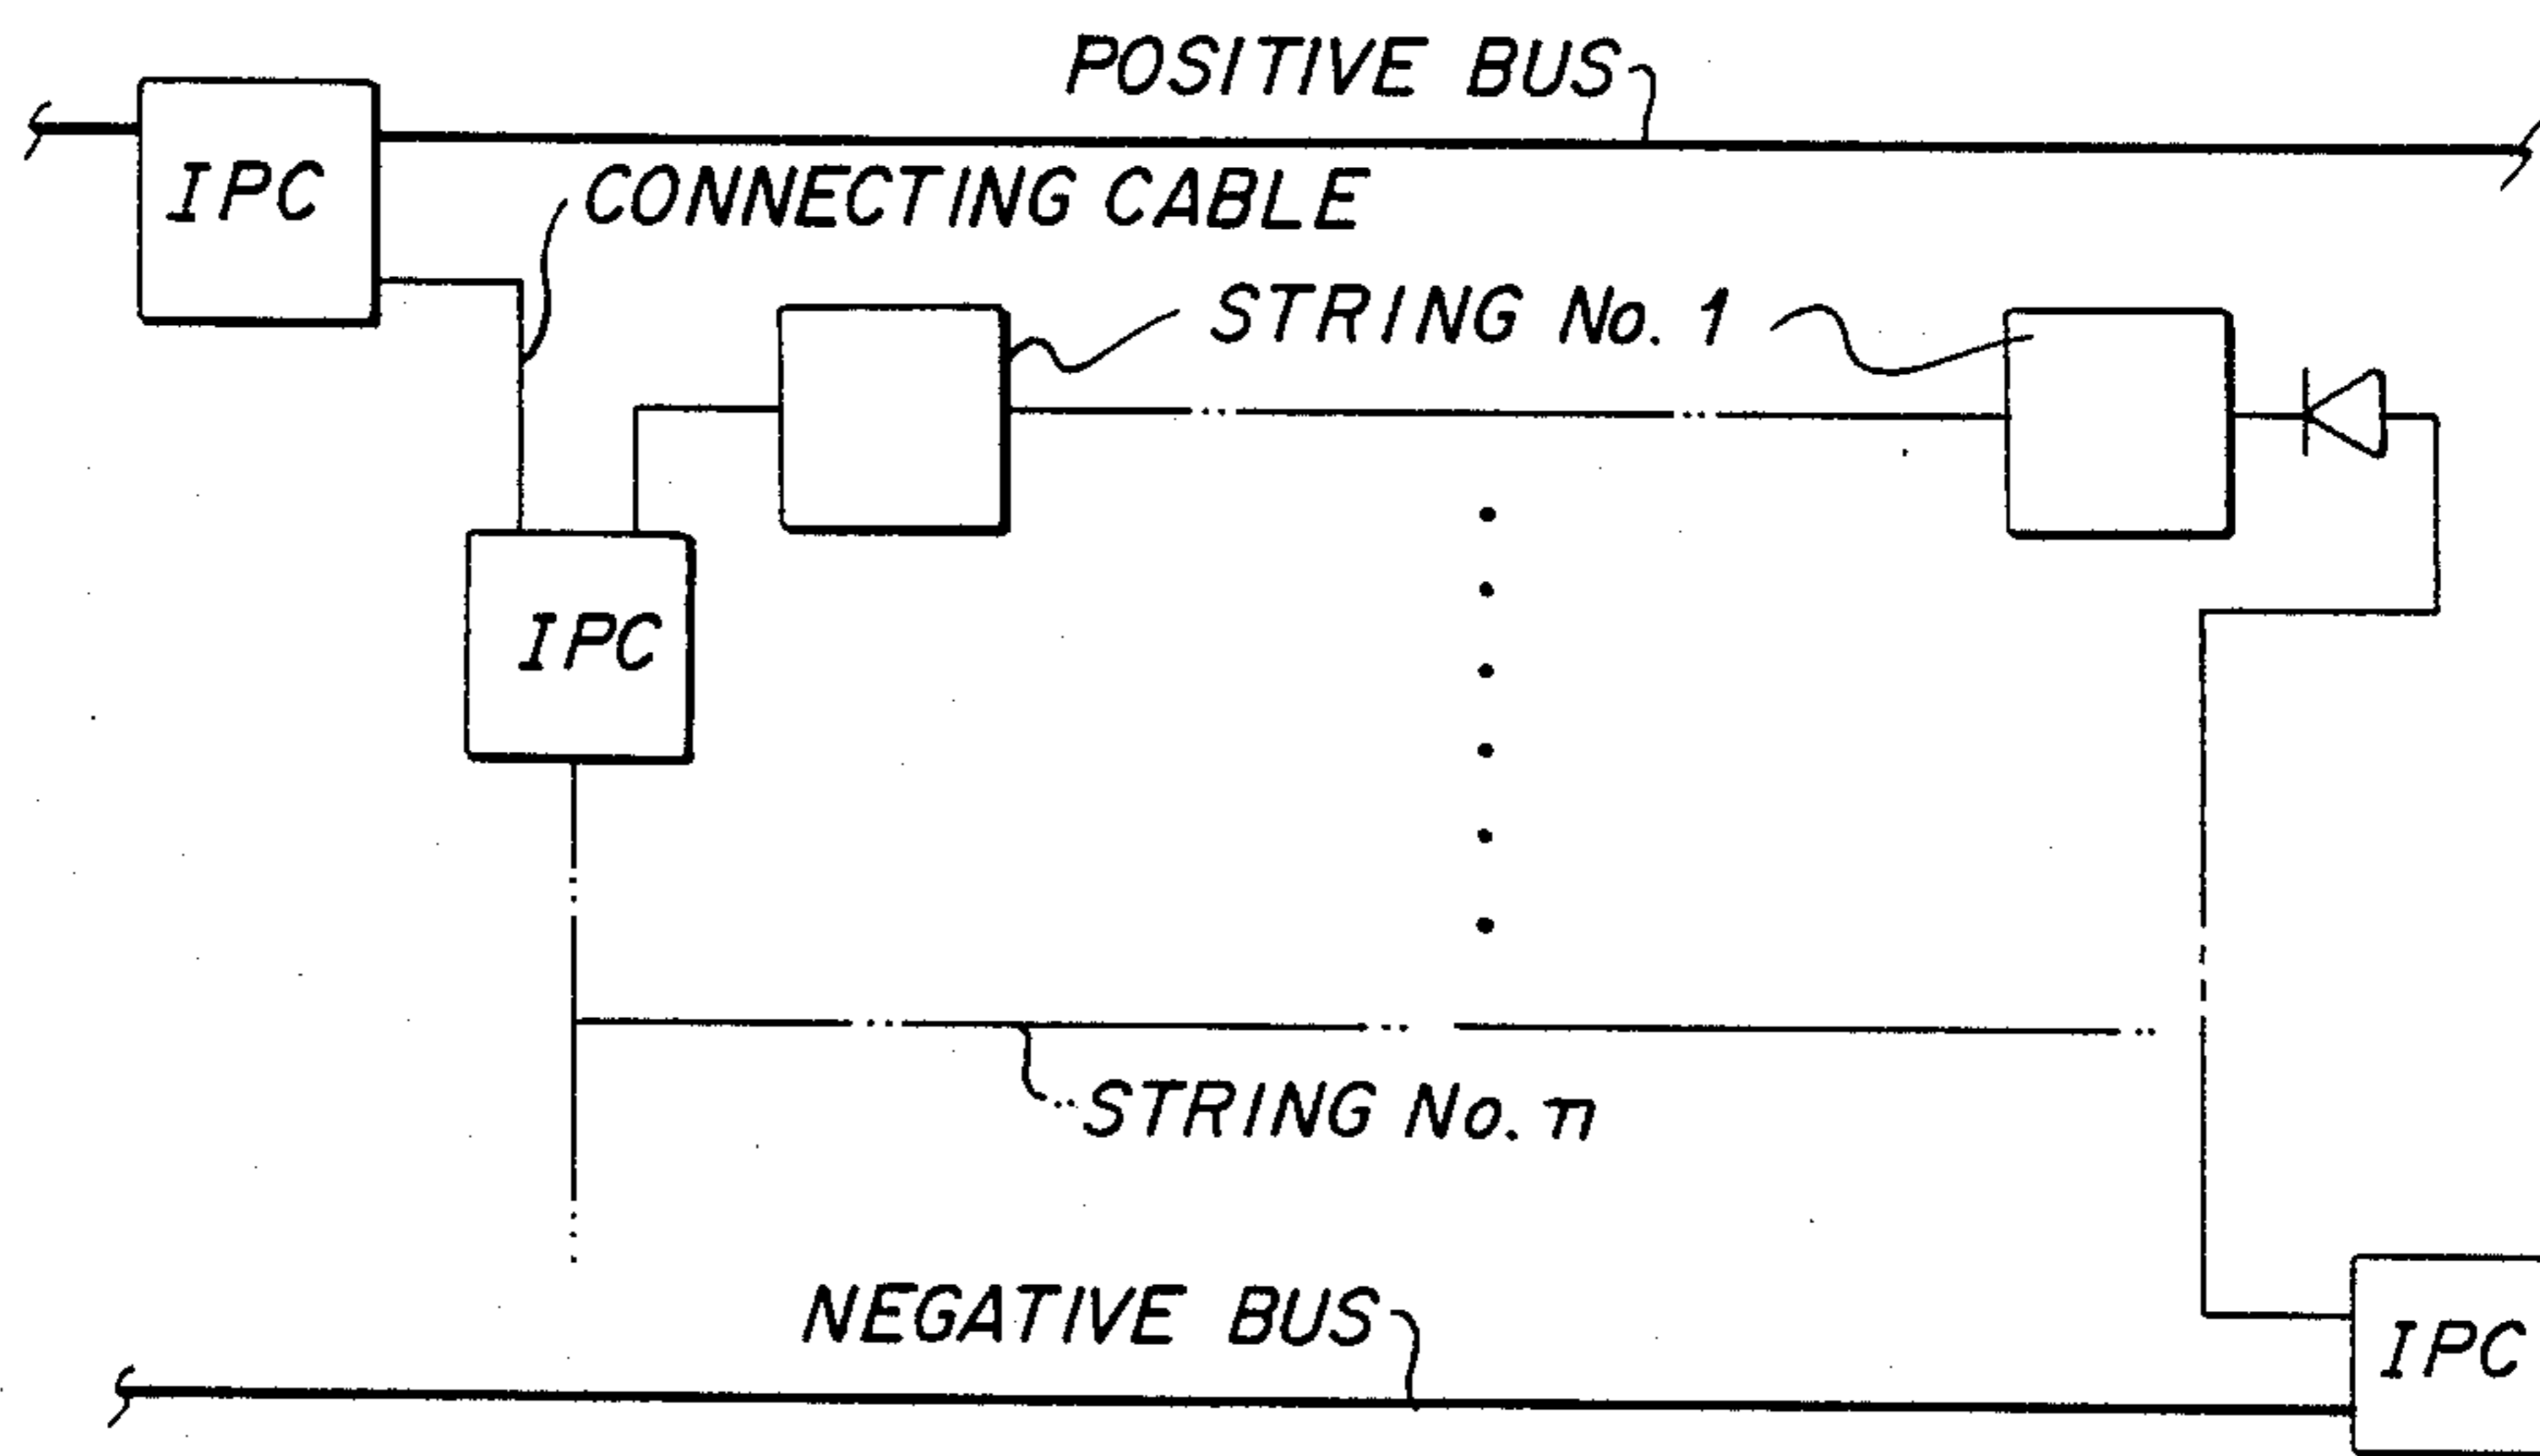 POSITIVE BUS
IPC
CONNECTING CABLE
STRING No. 1
IPC
STRING No. n
NEGATIVE BUS
IPC